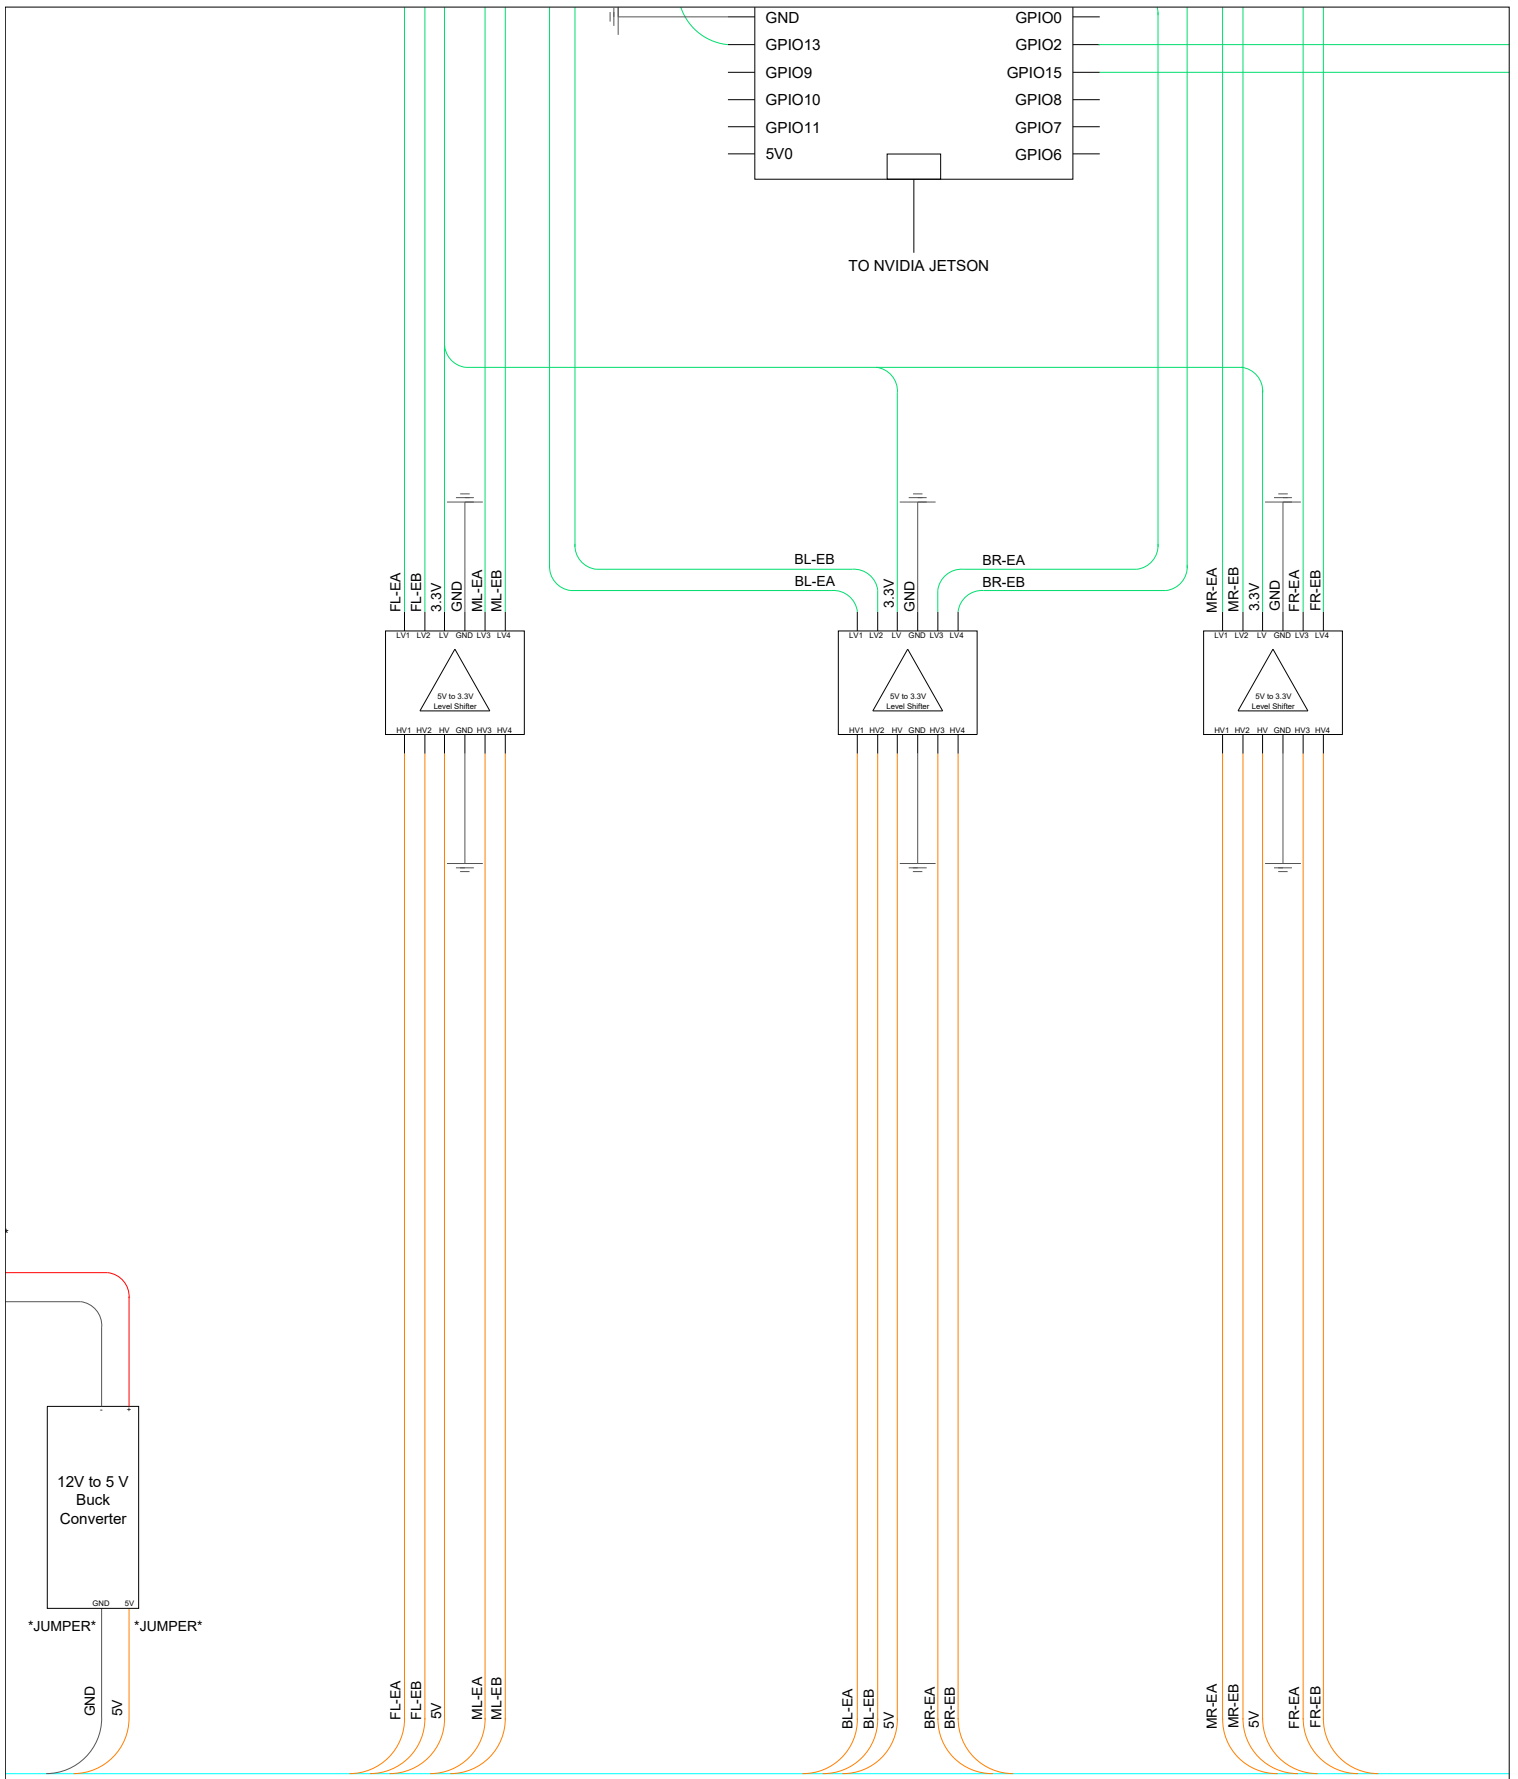 GND
GPIO13
GPIO9
GPIO10
GPIO11
5V0
GPIO0
GPIO2
GPIO15
GPIO8
GPIO7
GPIO6
TO NVIDIA JETSON
FL-EA
FL-EB
3.3V
GND
ML-EA
ML-EB
BL-EB
BL-EA
3.3V
GND
BR-EA
BR-EB
MR-EA
MR-EB
3.3V
GND
FR-EA
FR-EB
LV1 LV2 LV GND LV3 LV4
5V to 3.3V
Level Shifter
HV1 HV2 HV GND HV3 HV4
LV1 LV2 LV GND LV3 LV4
5V to 3.3V
Level Shifter
HV1 HV2 HV GND HV3 HV4
LV1 LV2 LV GND LV3 LV4
5V to 3.3V
Level Shifter
HV1 HV2 HV GND HV3 HV4
- +
12V to 5 V
Buck
Converter
GND 5V
*JUMPER* *JUMPER*
GND
5V
FL-EA
FL-EB
5V
ML-EA
ML-EB
BL-EA
BL-EB
5V
BR-EA
BR-EB
MR-EA
MR-EB
5V
FR-EA
FR-EB